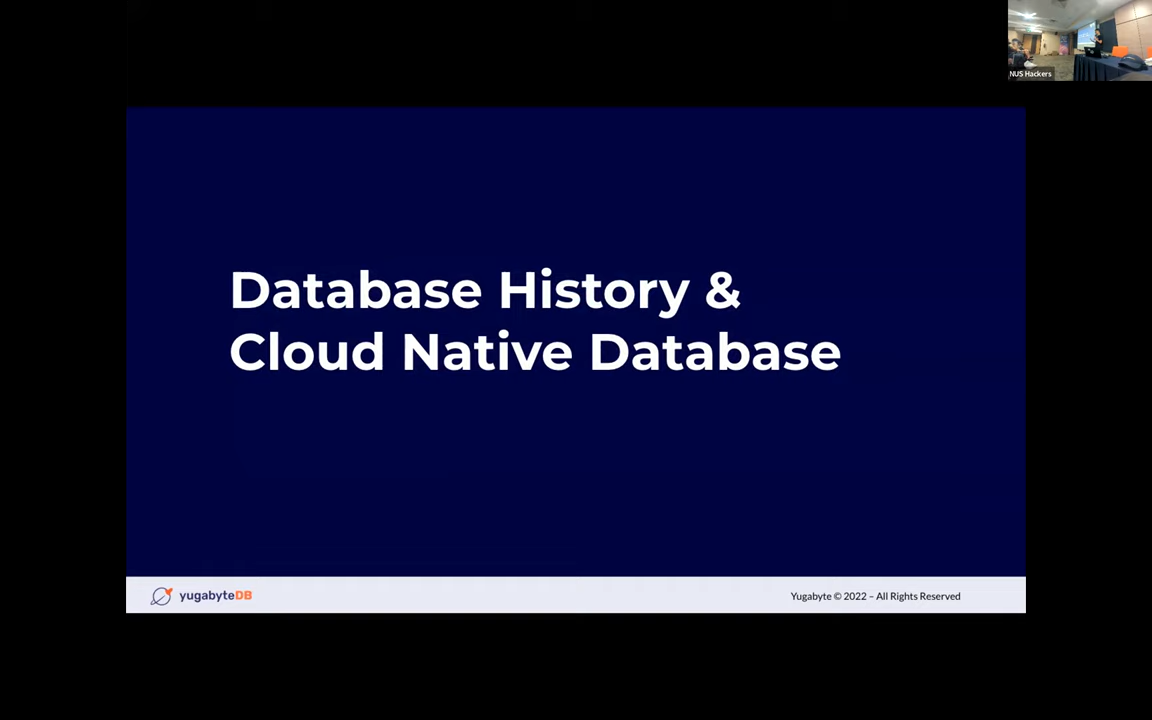 NUS Hackers
Database History &
Cloud Native Database
yugabyteDB
Yugabyte © 2022 – All Rights Reserved